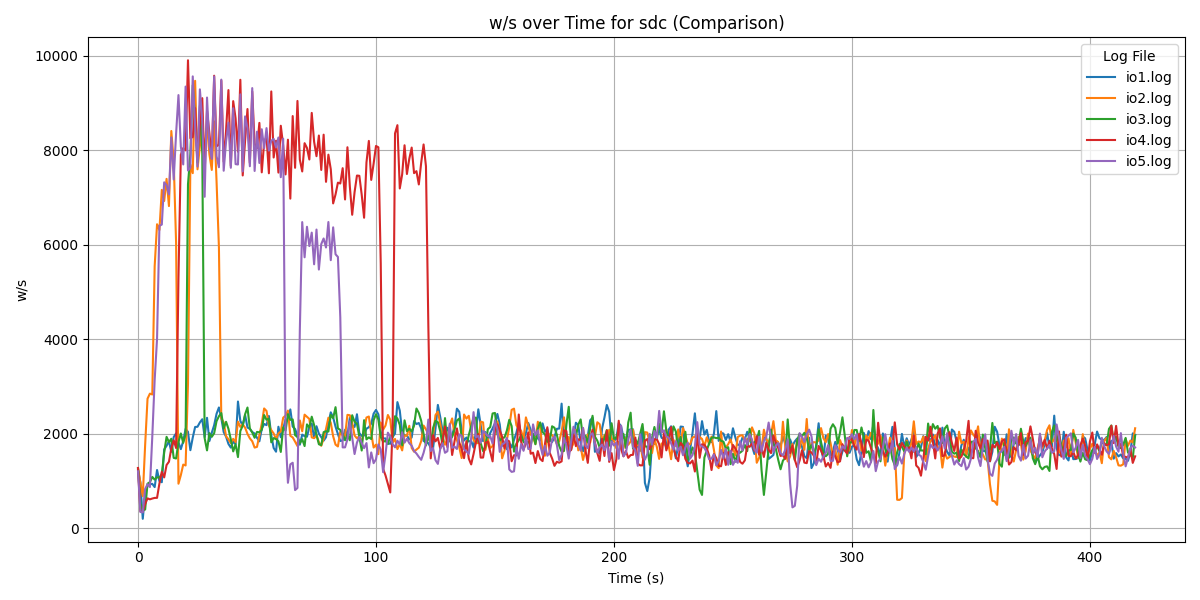 w/s over Time for sdc (Comparison)
10000
8000
6000
4000
2000
0
w/s
0 100 200 300 400
Time (s)
Log File
io1.log
io2.log
io3.log
io4.log
io5.log